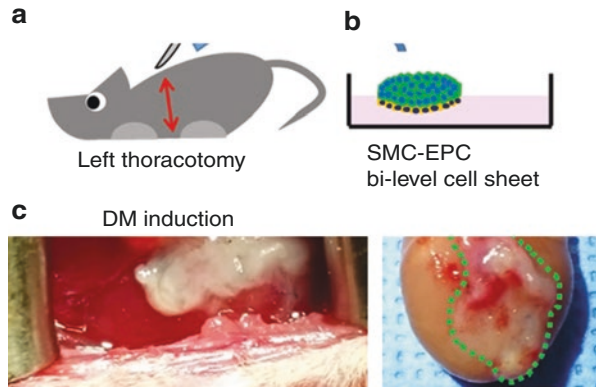 a
b
Left thoracotomy
SMC-EPC
bi-level cell sheet
c
DM induction